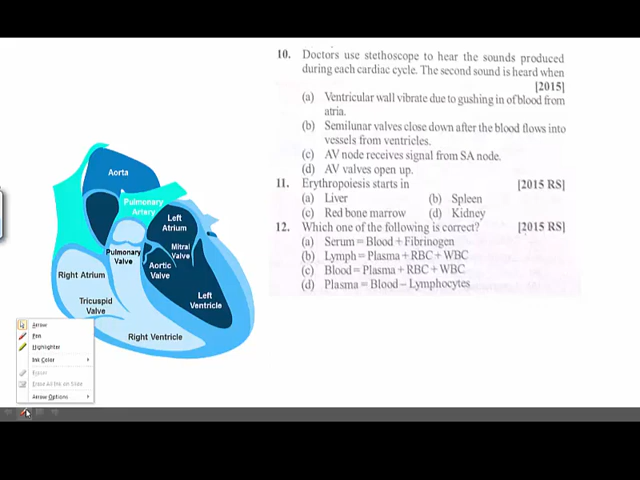 10. Doctors use stethoscope to hear the sounds produced
during each cardiac cycle. The second sound is heard when
[2015]
(a) Ventricular wall vibrate due to gushing in of blood from
atria.
(b) Semilunar valves close down after the blood flows into
vessels from ventricles.
(c) AV node receives signal from SA node.
(d) AV valves open up.
11. Erythropoiesis starts in [2015 RS]
(a) Liver (b) Spleen
(c) Red bone marrow (d) Kidney
12. Which one of the following is correct? [2015 RS]
(a) Serum = Blood + Fibrinogen
(b) Lymph = Plasma + RBC + WBC
(c) Blood = Plasma + RBC + WBC
(d) Plasma = Blood – Lymphocytes
Aorta
Pulmonary
Artery
Left
Atrium
Mitral
Valve
Pulmonary
Valve
Aortic
Valve
Right Atrium
Left
Ventricle
Tricuspid
Valve
Right Ventricle
Arrow
Pen
Highlighter
Ink Color
Eraser
Erase All Ink on Slide
Arrow Options